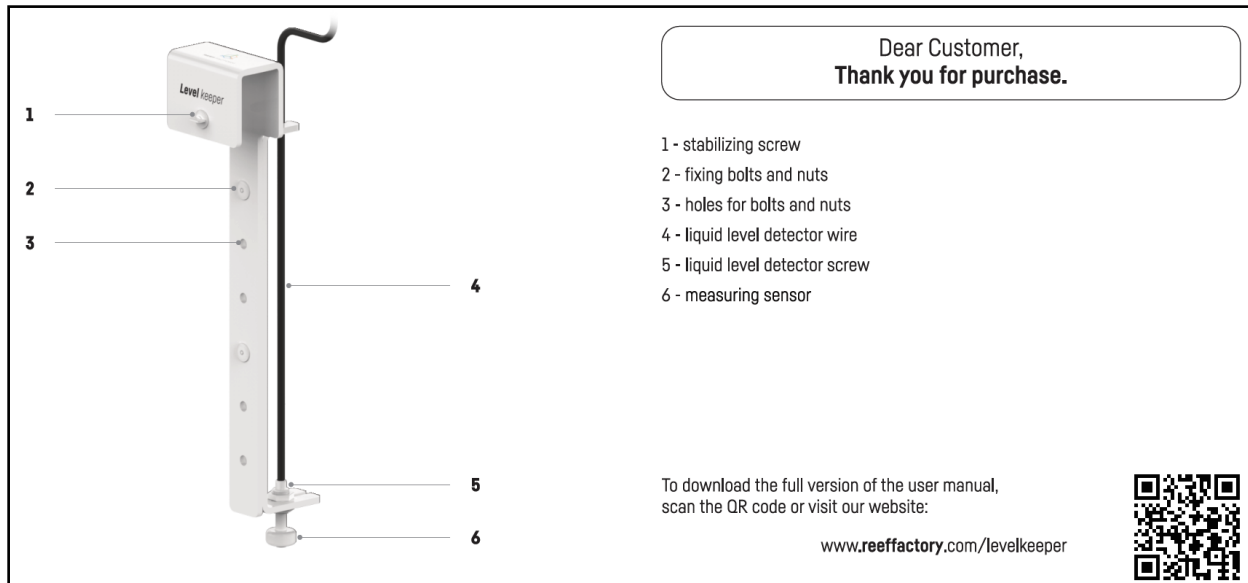 Level keeper
1
2
3
4
5
6
Dear Customer,
Thank you for purchase.
1 - stabilizing screw
2 - fixing bolts and nuts
3 - holes for bolts and nuts
4 - liquid level detector wire
5 - liquid level detector screw
6 - measuring sensor
To download the full version of the user manual,
scan the QR code or visit our website:
www.reeffactory.com/levelkeeper